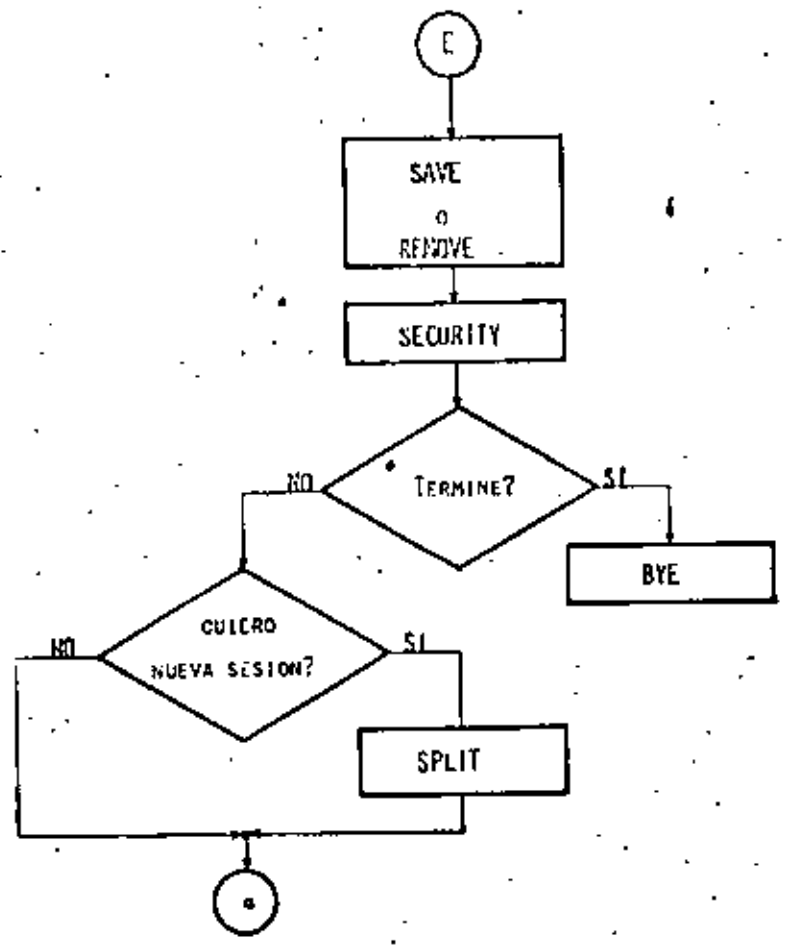 E
SAVE
o
REMOVE
SECURITY
TERMINE?
NO
SI
BYE
QUIERO
NUEVA SESION?
NO
SI
SPLIT
a